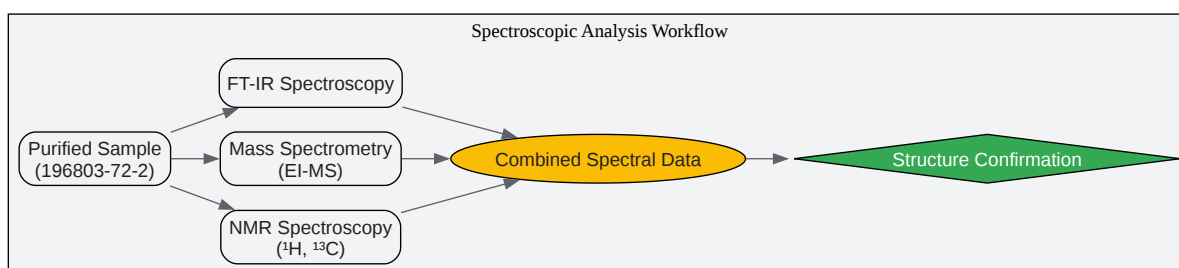 Spectroscopic Analysis Workflow
FT-IR Spectroscopy
Purified Sample
(196803-72-2)
Mass Spectrometry
(EI-MS)
NMR Spectroscopy
(¹H, ¹³C)
Combined Spectral Data
Structure Confirmation